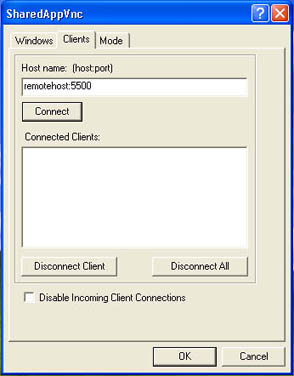 SharedAppVnc
Windows Clients Mode
Host name: (host:port)
remotehost:5500
Connect
Connected Clients:
Disconnect Client Disconnect All
Disable Incoming Client Connections
OK Cancel